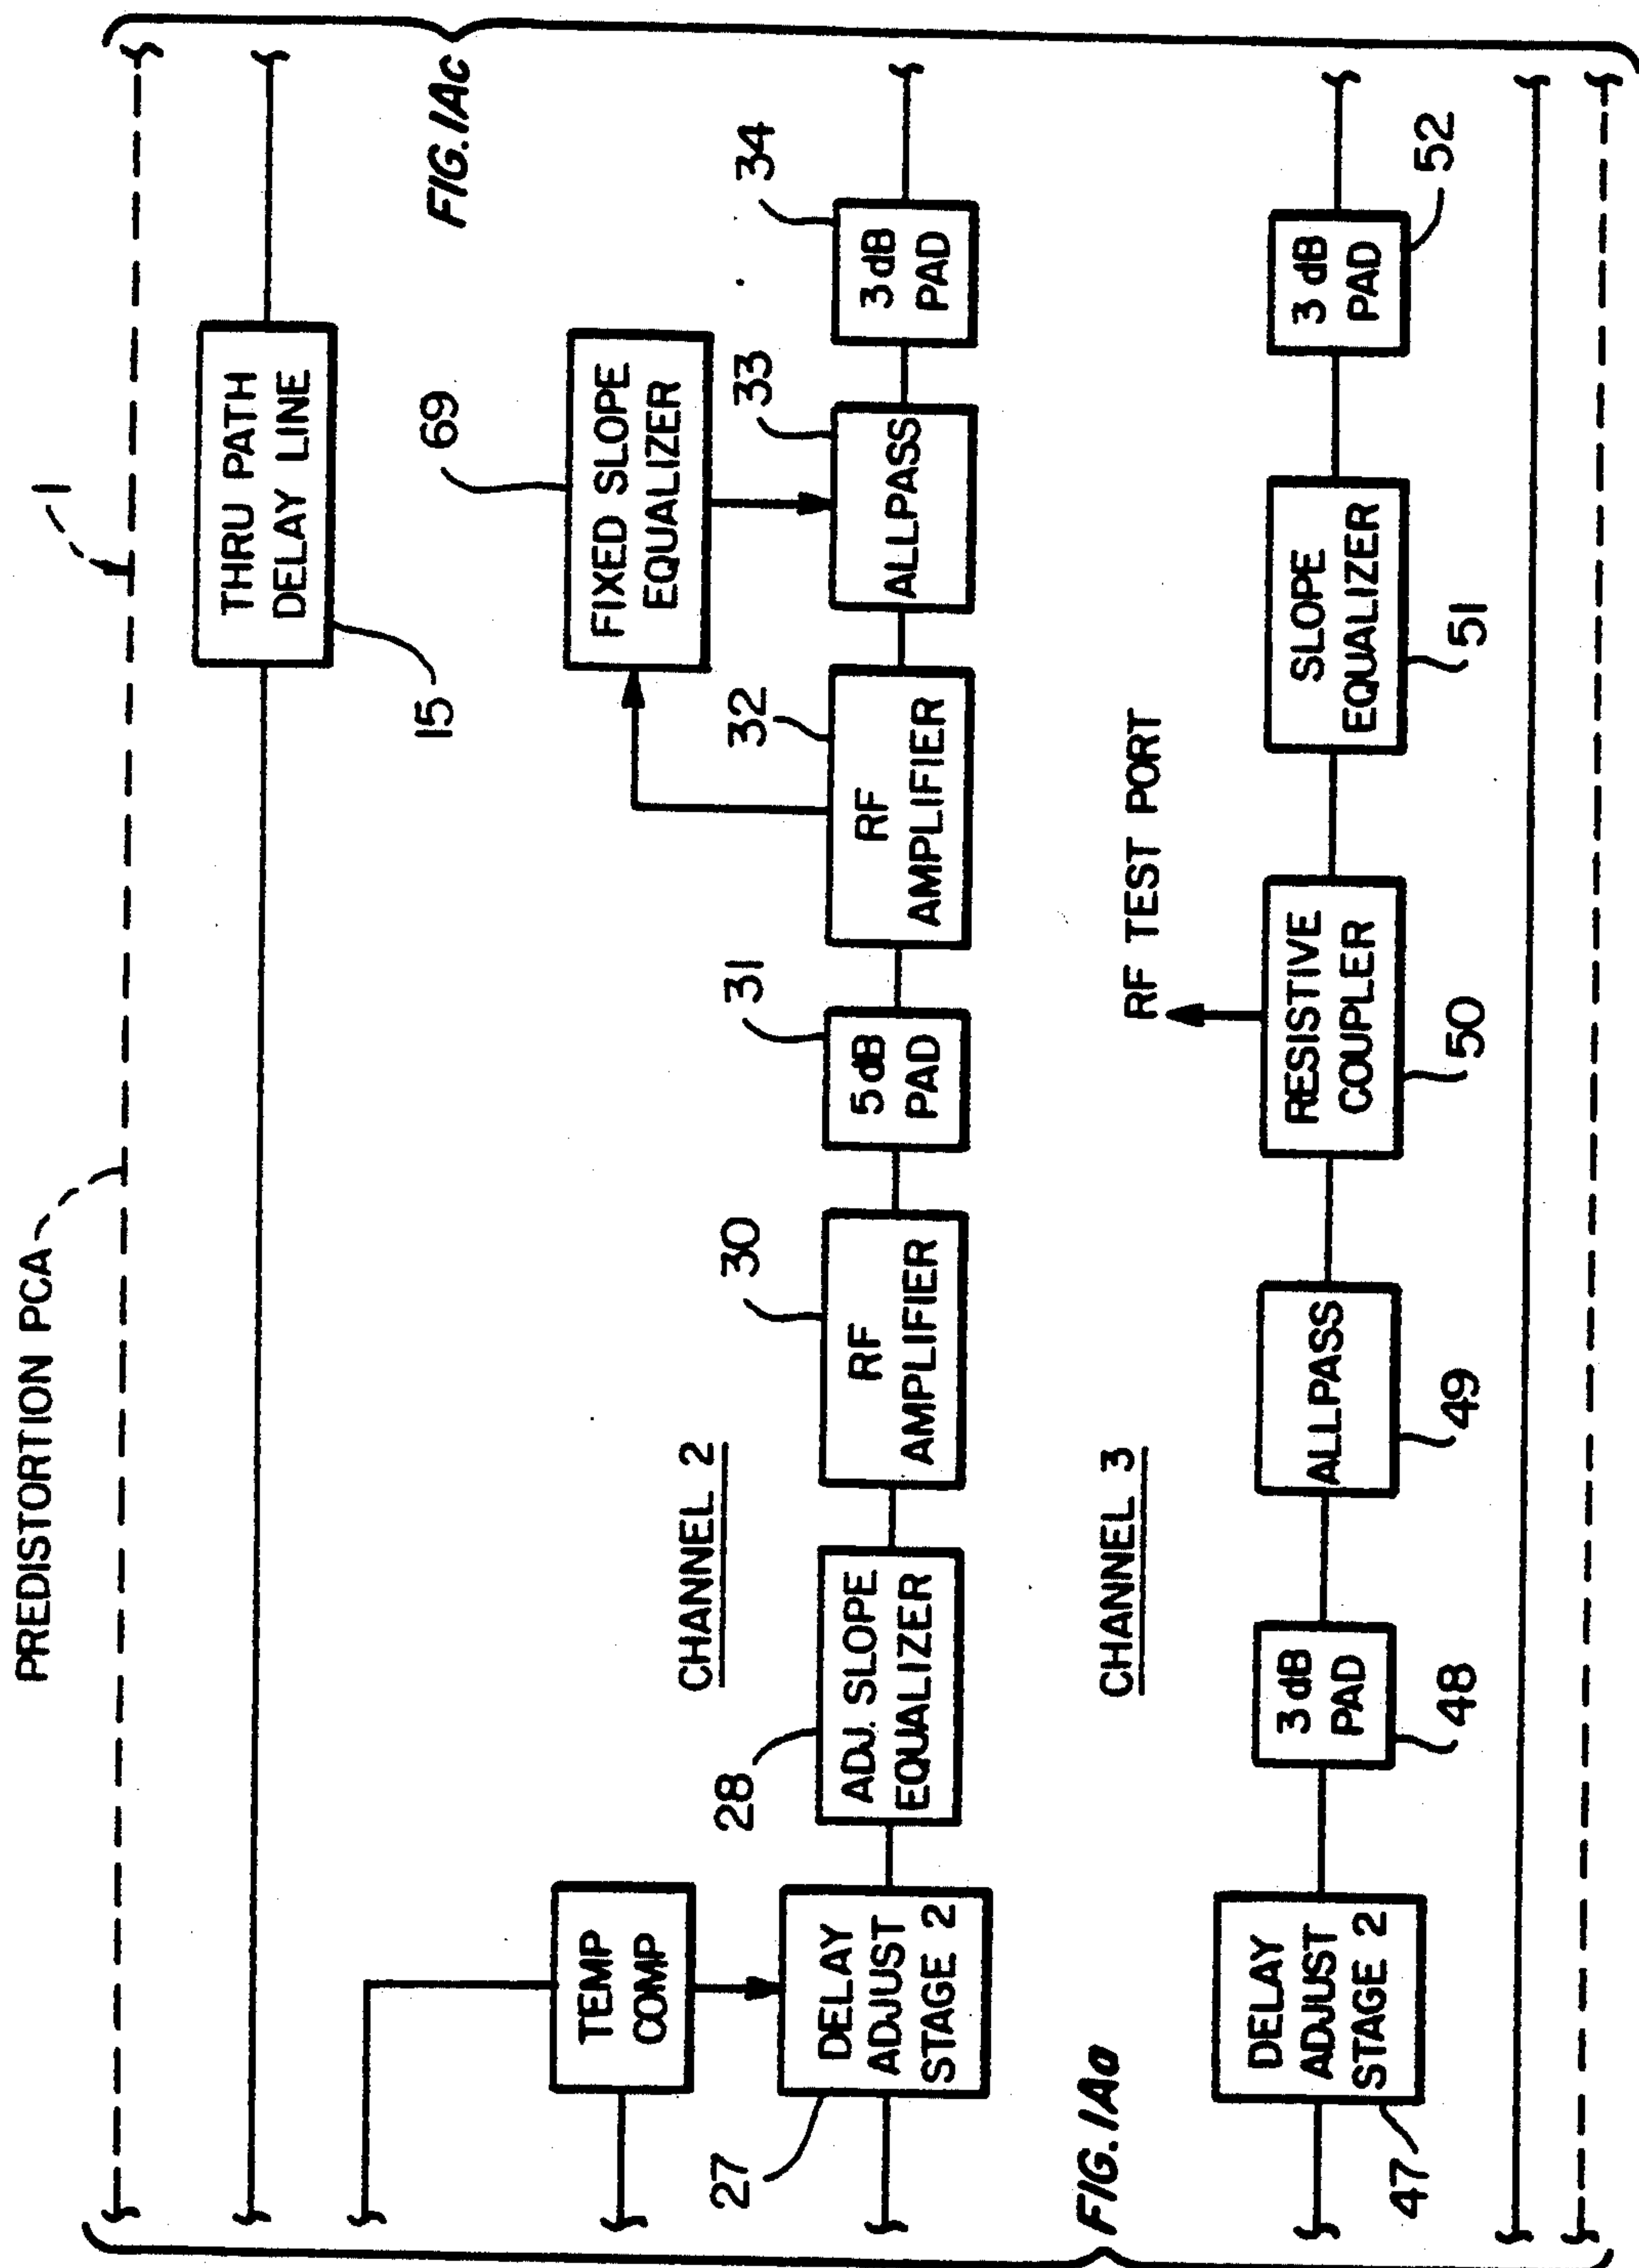 PREDISTORTION PCA
1
THRU PATH
DELAY LINE
15
FIG. 1Ac
TEMP
COMP
FIXED SLOPE
EQUALIZER
69
CHANNEL 2
27
DELAY
ADJUST
STAGE 2
28
ADJ. SLOPE
EQUALIZER
30
RF
AMPLIFIER
31
5 dB
PAD
32
RF
AMPLIFIER
33
ALLPASS
34
3 dB
PAD
FIG. 1Aa
CHANNEL 3
RF TEST PORT
DELAY
ADJUST
STAGE 2
47
3 dB
PAD
48
ALLPASS
49
RESISTIVE
COUPLER
50
SLOPE
EQUALIZER
51
3 dB
PAD
52